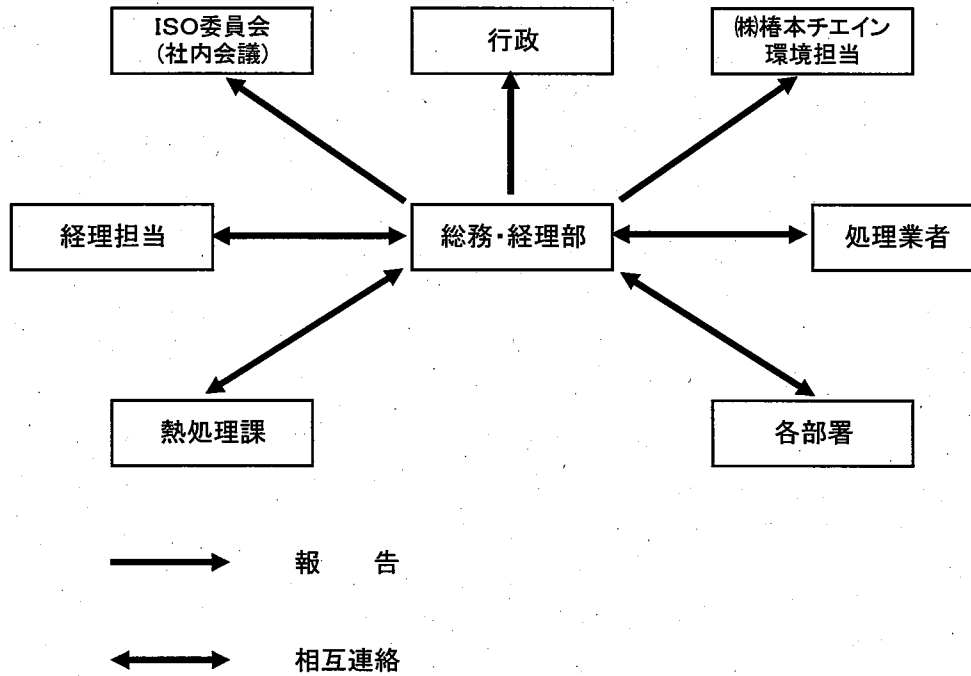 ISO委員会
(社内会議)
行政
㈱椿本チエイン
環境担当
経理担当
総務・経理部
処理業者
熱処理課
各部署
報　　告
相互連絡